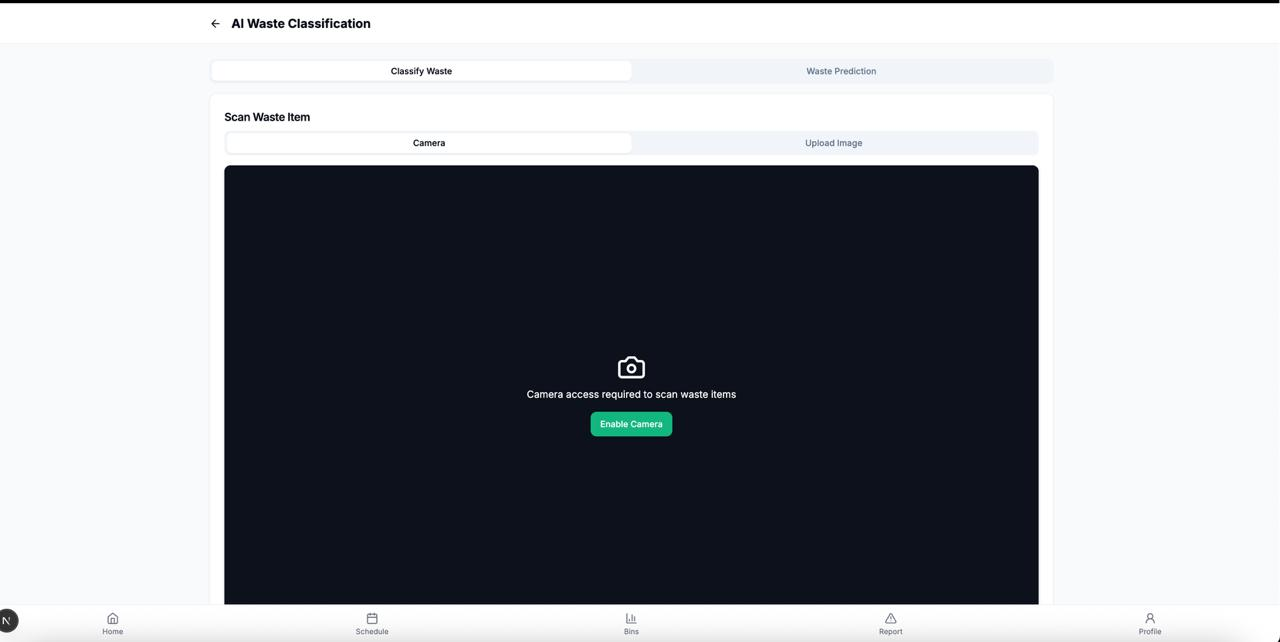 AI Waste Classification
Classify Waste
Waste Prediction
Scan Waste Item
Camera
Upload Image
Camera access required to scan waste items
Enable Camera
N
Home
Schedule
Bins
Report
Profile